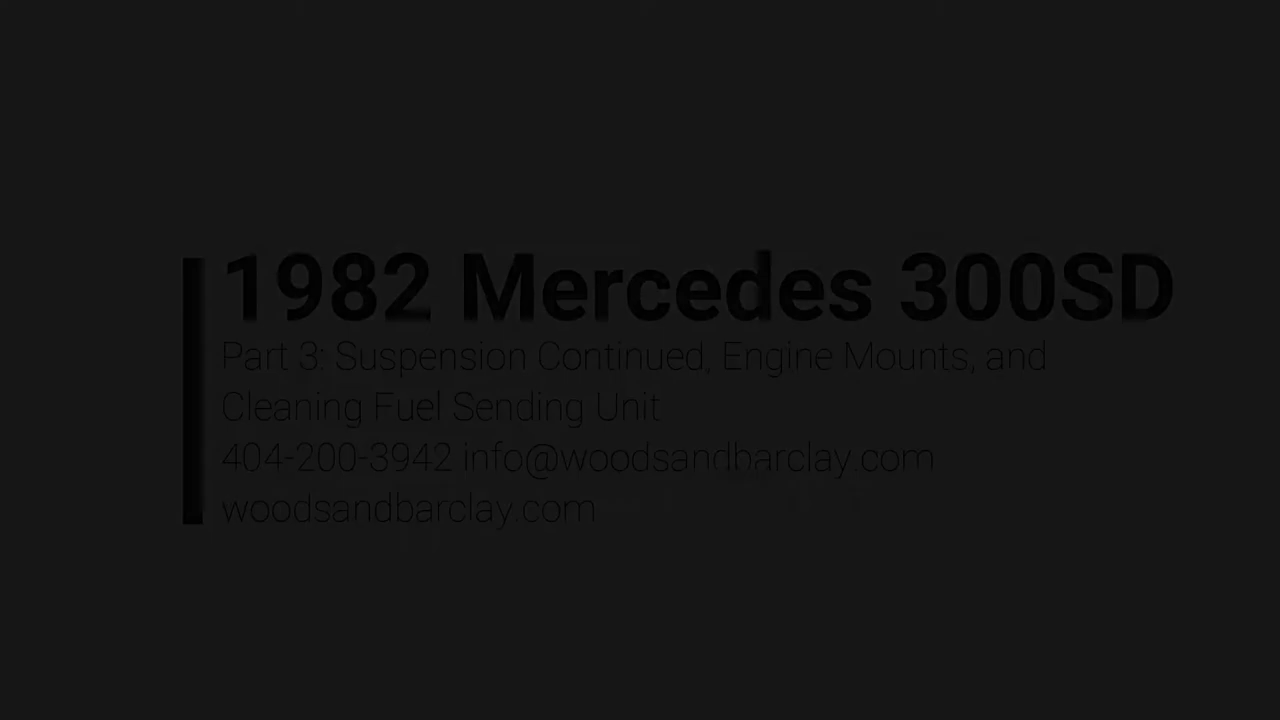 1982 Mercedes 300SD
Part 3: Suspension Continued, Engine Mounts, and
Cleaning Fuel Sending Unit
404-200-3942 info@woodsandbarclay.com
woodsandbarclay.com